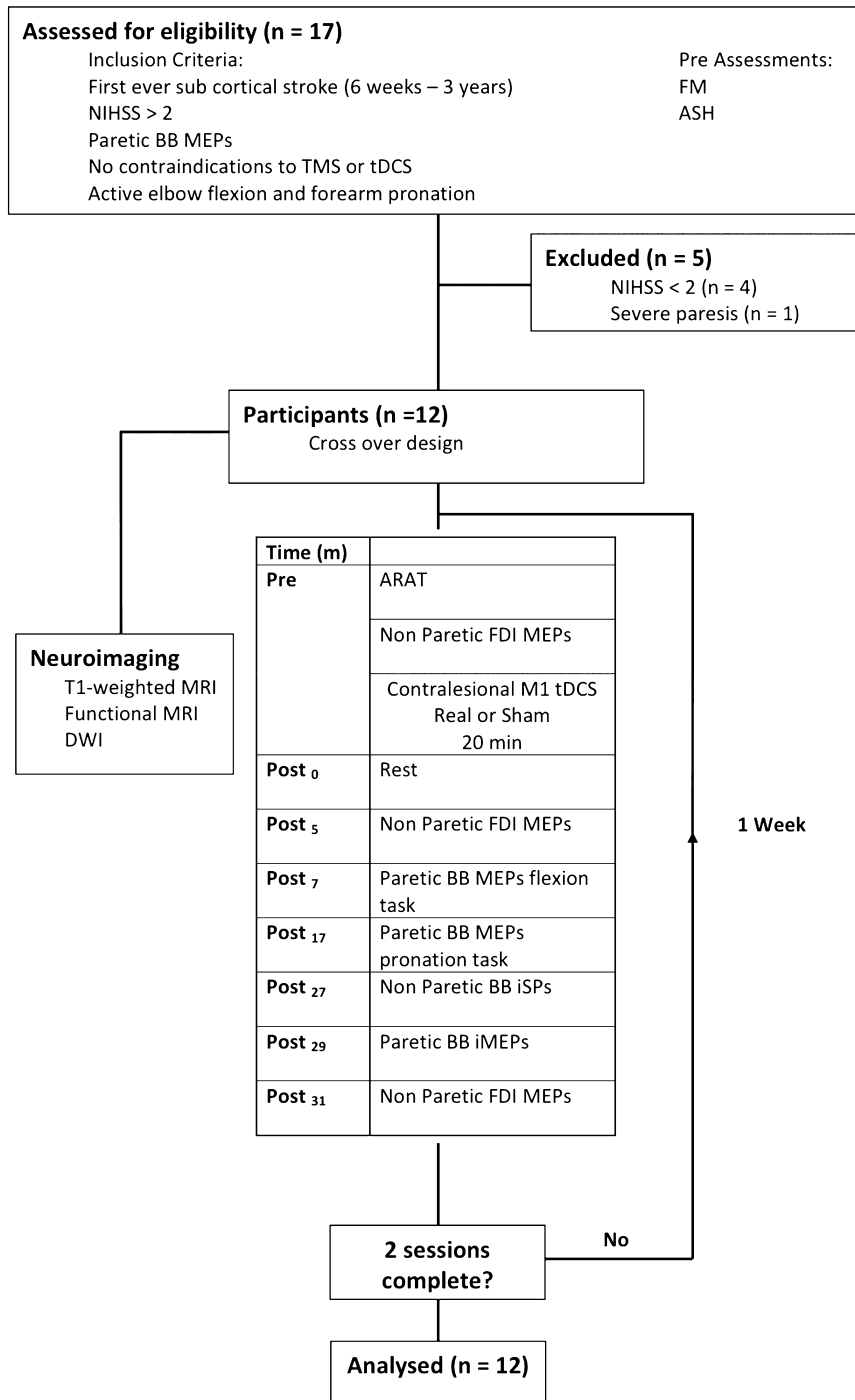 Assessed for eligibility (n = 17)
Inclusion Criteria:
First ever sub cortical stroke (6 weeks – 3 years)
NIHSS > 2
Paretic BB MEPs
No contraindications to TMS or tDCS
Active elbow flexion and forearm pronation
Pre Assessments:
FM
ASH
Excluded (n = 5)
NIHSS < 2 (n = 4)
Severe paresis (n = 1)
Participants (n =12)
Cross over design
Neuroimaging
T1-weighted MRI
Functional MRI
DWI
Time (m)
Pre
ARAT
Non Paretic FDI MEPs
Contralesional M1 tDCS
Real or Sham
20 min
Post 0
Rest
Post 5
Non Paretic FDI MEPs
Post 7
Paretic BB MEPs flexion
task
Post 17
Paretic BB MEPs
pronation task
Post 27
Non Paretic BB iSPs
Post 29
Paretic BB iMEPs
Post 31
Non Paretic FDI MEPs
1 Week
2 sessions
complete?
No
Analysed (n = 12)